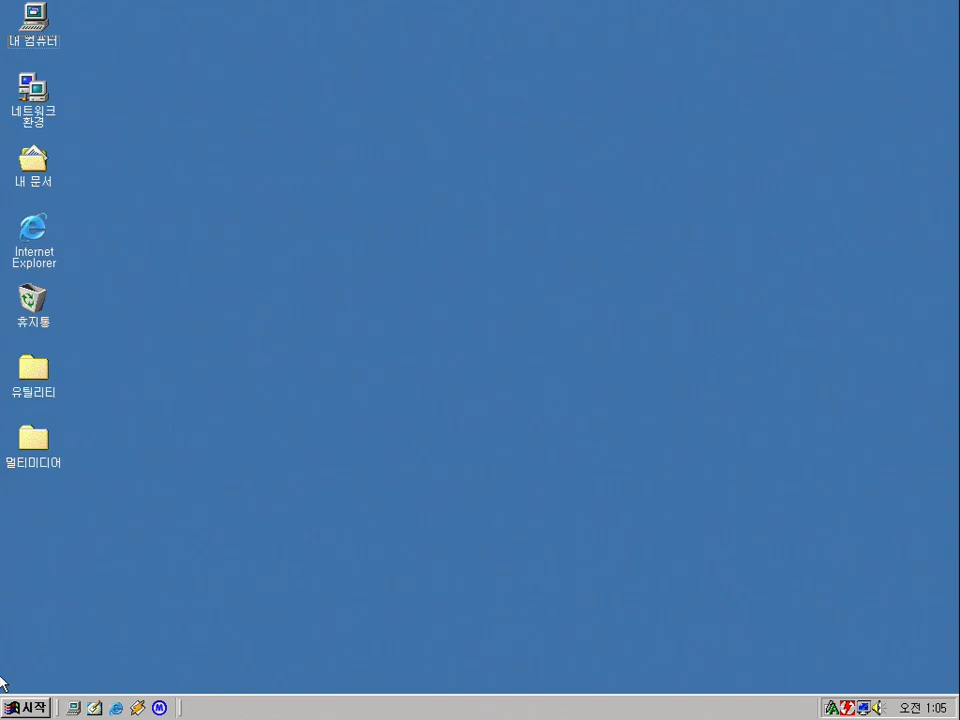 내 컴퓨터
네트워크
환경
내 문서
Internet
Explorer
휴지통
유틸리티
멀티미디어
시작
오전 1:05